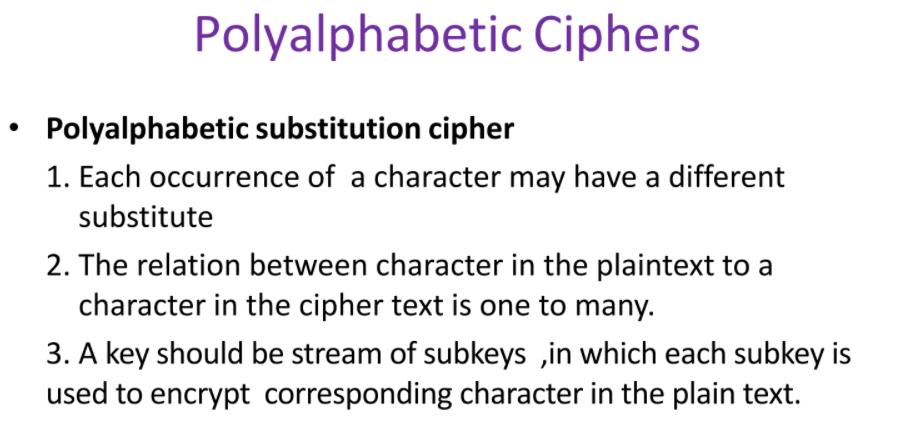 Polyalphabetic Ciphers
• Polyalphabetic substitution cipher
1. Each occurrence of a character may have a different
substitute
2. The relation between character in the plaintext to a
character in the cipher text is one to many.
3. A key should be stream of subkeys ,in which each subkey is
used to encrypt corresponding character in the plain text.